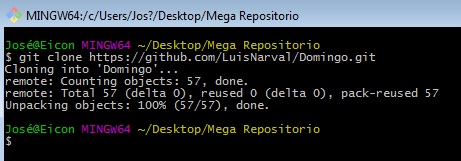 MINGW64:/c/Users/Jos?/Desktop/Mega Repositorio
José@Eicon MINGW64 ~/Desktop/Mega Repositorio
$ git clone https://github.com/LuisNarval/Domingo.git
Cloning into 'Domingo'...
remote: Counting objects: 57, done.
remote: Total 57 (delta 0), reused 0 (delta 0), pack-reused 57
Unpacking objects: 100% (57/57), done.
José@Eicon MINGW64 ~/Desktop/Mega Repositorio
$